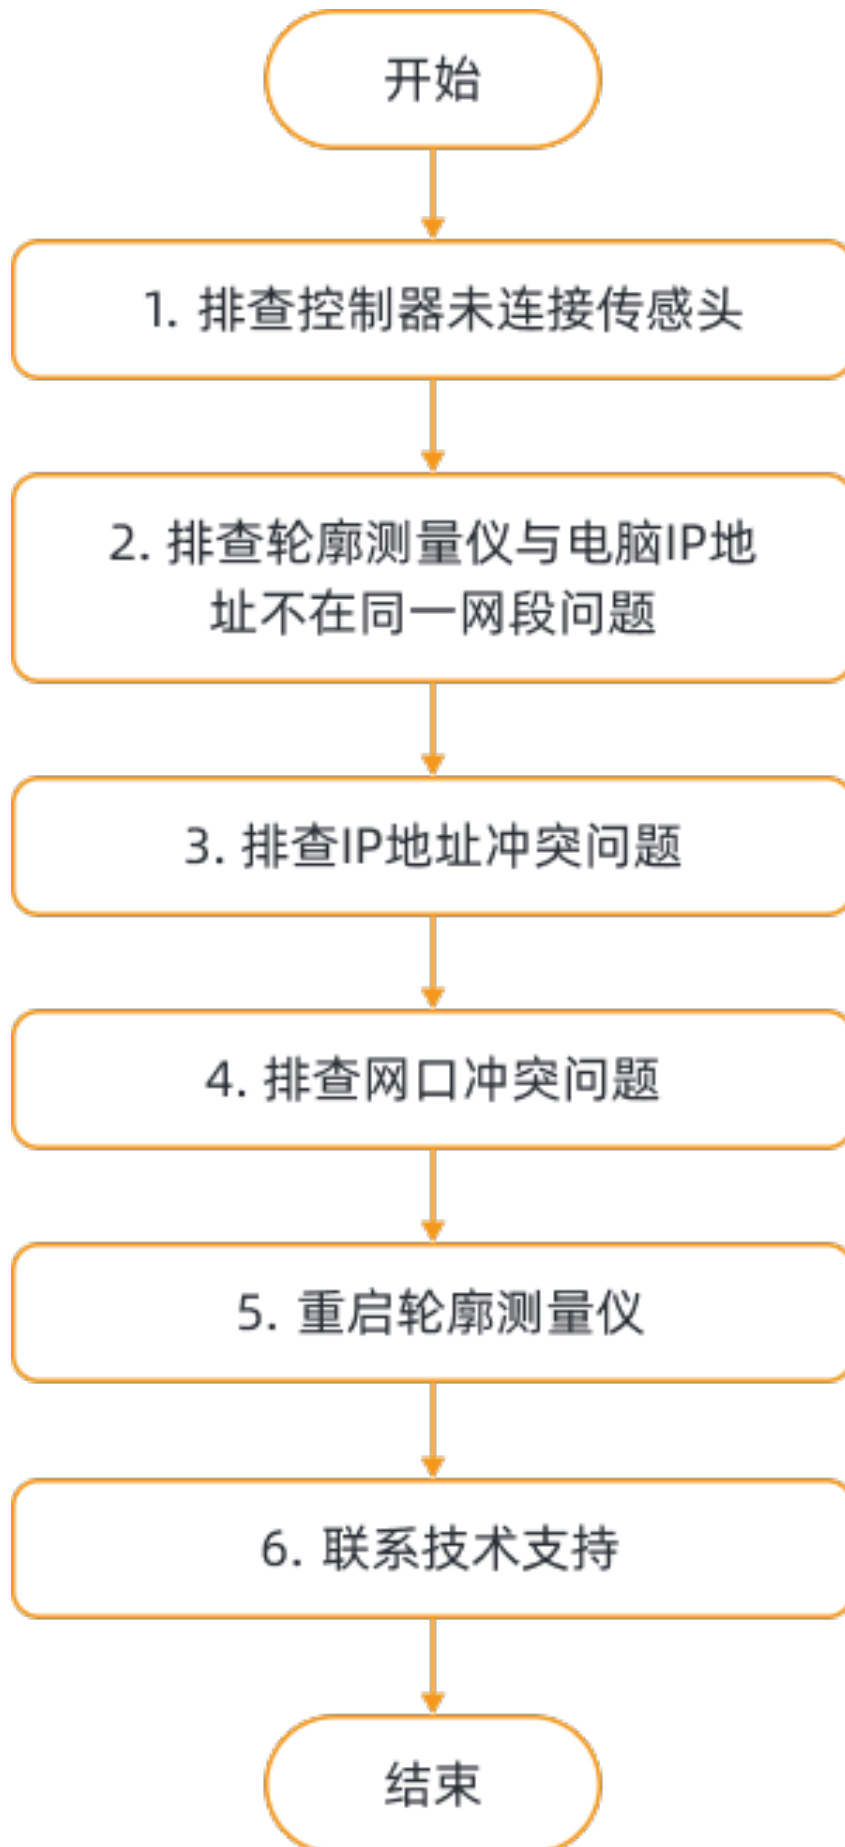 开始
1. 排查控制器未连接传感头
2. 排查轮廓测量仪与电脑IP地
址不在同一网段问题
3. 排查IP地址冲突问题
4. 排查网口冲突问题
5. 重启轮廓测量仪
6. 联系技术支持
结束